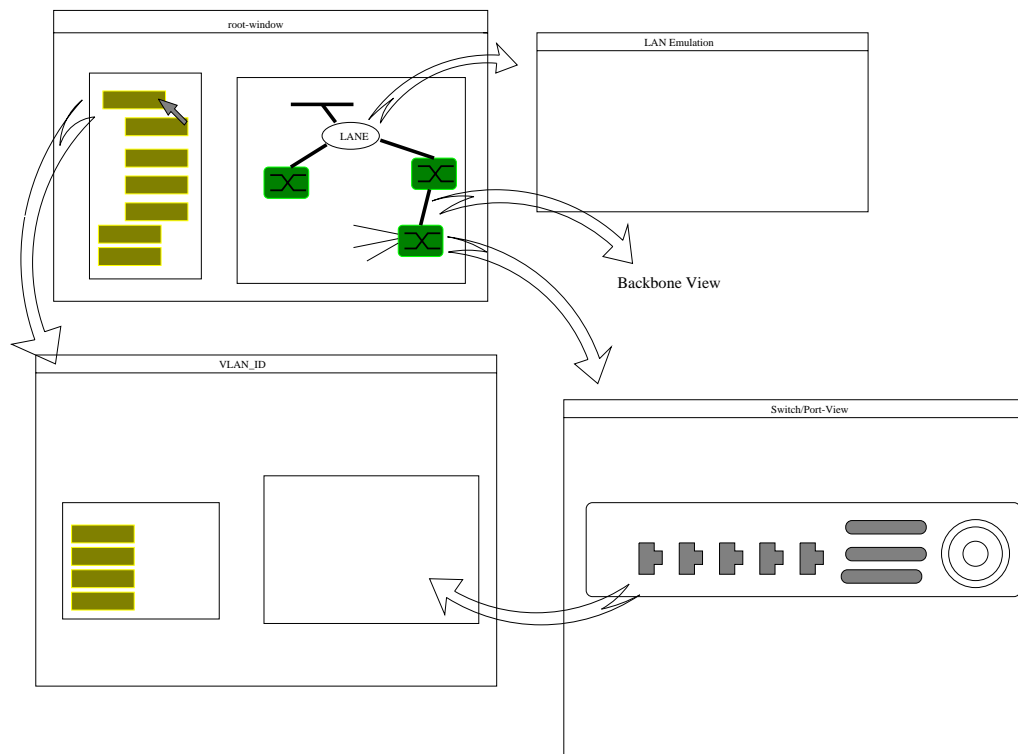 root-window
LAN Emulation
LANE
Backbone View
VLAN_ID
Switch/Port-View